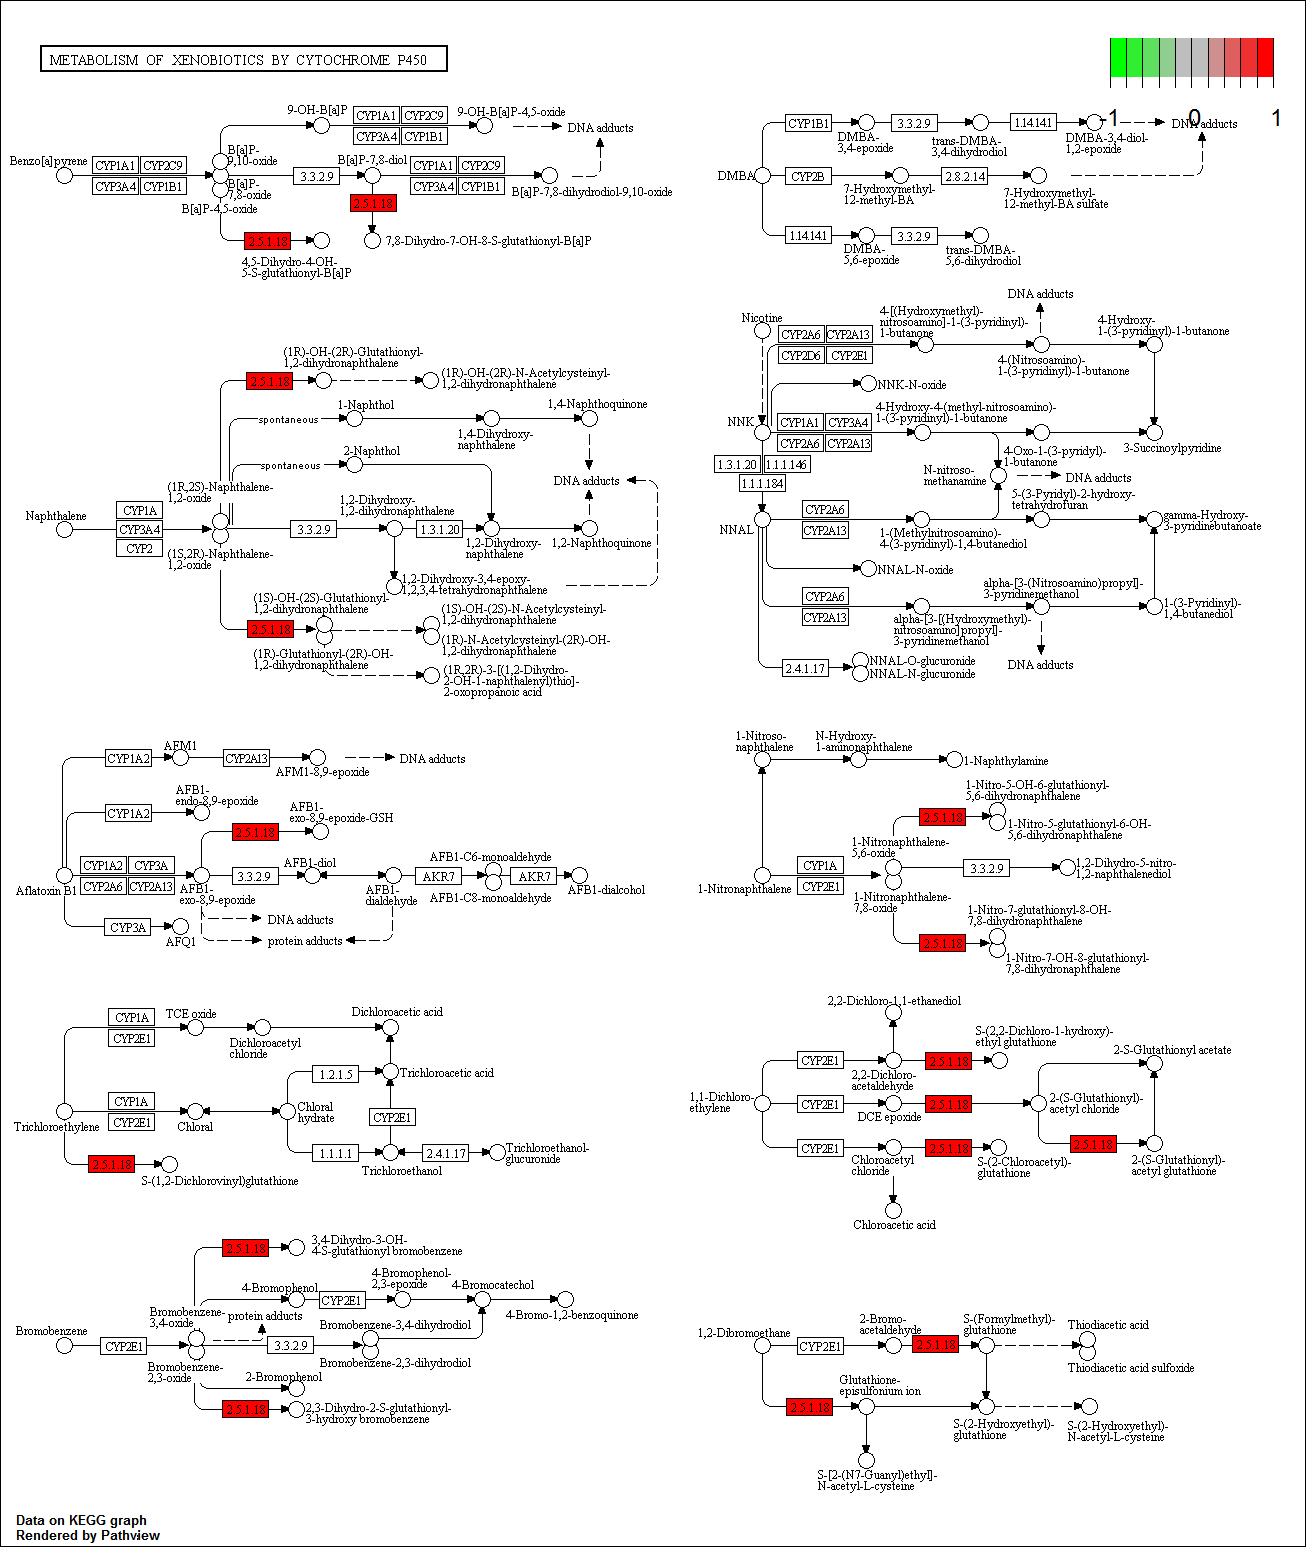 METABOLISM OF XENOBIOTICS BY CYTOCHROME P450
-1
0
1
9-OH-B[a]P
CYP1A1
CYP2C9
CYP3A4
CYP1B1
9-OH-B[a]P-4,5-oxide
DNA adducts
Benzo[a]pyrene
CYP1A1
CYP2C9
CYP3A4
CYP1B1
B[a]P-
9,10-oxide
B[a]P-
7,8-oxide
B[a]P-4,5-oxide
3.3.2.9
B[a]P-7,8-diol
CYP1A1
CYP2C9
CYP3A4
CYP1B1
B[a]P-7,8-dihydrodiol-9,10-oxide
2.5.1.18
7,8-Dihydro-7-OH-8-S-glutathionyl-B[a]P
2.5.1.18
4,5-Dihydro-4-OH-
5-S-glutathionyl-B[a]P
DMBA
CYP1B1
DMBA-
3,4-epoxide
3.3.2.9
trans-DMBA-
3,4-dihydrodiol
1.14.14.1
DMBA-3,4-diol-
1,2-epoxide
DNA adducts
CYP2B
7-Hydroxymethyl-
12-methyl-BA
2.8.2.14
7-Hydroxymethyl-
12-methyl-BA sulfate
1.14.14.1
DMBA-
5,6-epoxide
3.3.2.9
trans-DMBA-
5,6-dihydrodiol
(1R)-OH-(2R)-Glutathionyl-
1,2-dihydronaphthalene
2.5.1.18
(1R)-OH-(2R)-N-Acetylcysteinyl-
1,2-dihydronaphthalene
spontaneous
1-Naphthol
1,4-Dihydroxy-
naphthalene
1,4-Naphthoquinone
spontaneous
2-Naphthol
DNA adducts
Naphthalene
CYP1A
CYP3A4
CYP2
(1R,2S)-Naphthalene-
1,2-oxide
(1S,2R)-Naphthalene-
1,2-oxide
3.3.2.9
1,2-Dihydroxy-
1,2-dihydronaphthalene
1.3.1.20
1,2-Dihydroxy-
naphthalene
1,2-Naphthoquinone
1,2-Dihydroxy-3,4-epoxy-
1,2,3,4-tetrahydronaphthalene
(1S)-OH-(2S)-Glutathionyl-
1,2-dihydronaphthalene
2.5.1.18
(1R)-Glutathionyl-(2R)-OH-
1,2-dihydronaphthalene
(1S)-OH-(2S)-N-Acetylcysteinyl-
1,2-dihydronaphthalene
(1R)-N-Acetylcysteinyl-(2R)-OH-
1,2-dihydronaphthalene
(1R,2R)-3-[(1,2-Dihydro-
2-OH-1-naphthalenyl)thio]-
2-oxopropanoic acid
Nicotine
CYP2A6
CYP2A13
CYP2D6
CYP2E1
4-[(Hydroxymethyl)-
nitrosoamino]-1-(3-pyridinyl)-
1-butanone
DNA adducts
4-(Nitrosoamino)-
1-(3-pyridinyl)-1-butanone
4-Hydroxy-
1-(3-pyridinyl)-1-butanone
NNK-N-oxide
NNK
CYP1A1
CYP3A4
CYP2A6
CYP2A13
4-Hydroxy-4-(methyl-nitrosoamino)-
1-(3-pyridinyl)-1-butanone
4-Oxo-1-(3-pyridyl)-
1-butanone
3-Succinoylpyridine
1.3.1.20
1.1.1.146
1.1.1.184
N-nitroso-
methanamine
DNA adducts
NNAL
CYP2A6
CYP2A13
1-(Methylnitrosoamino)-
4-(3-pyridinyl)-1,4-butanediol
5-(3-Pyridyl)-2-hydroxy-
tetrahydrofuran
gamma-Hydroxy-
3-pyridinebutanoate
NNAL-N-oxide
CYP2A6
CYP2A13
alpha-[3-[(Hydroxymethyl)-
nitrosoamino]propyl]-
3-pyridinemethanol
alpha-[3-(Nitrosoamino)propyl]-
3-pyridinemethanol
1-(3-Pyridinyl)-
1,4-butanediol
DNA adducts
2.4.1.17
NNAL-O-glucuronide
NNAL-N-glucuronide
CYP1A2
AFM1
CYP2A13
AFM1-8,9-epoxide
DNA adducts
CYP1A2
AFB1-
endo-8,9-epoxide
2.5.1.18
AFB1-
exo-8,9-epoxide-GSH
Aflatoxin B1
CYP1A2
CYP3A
CYP2A6
CYP2A13
AFB1-
exo-8,9-epoxide
3.3.2.9
AFB1-diol
AFB1-
dialdehyde
AKR7
AFB1-C6-monoaldehyde
AFB1-C8-monoaldehyde
AKR7
AFB1-dialcohol
CYP3A
AFQ1
DNA adducts
protein adducts
1-Nitroso-
naphthalene
N-Hydroxy-
1-aminonaphthalene
1-Naphthylamine
1-Nitronaphthalene
CYP1A
CYP2E1
1-Nitronaphthalene-
5,6-oxide
1-Nitronaphthalene-
7,8-oxide
2.5.1.18
1-Nitro-5-OH-6-glutathionyl-
5,6-dihydronaphthalene
1-Nitro-5-glutathionyl-6-OH-
5,6-dihydronaphthalene
3.3.2.9
1,2-Dihydro-5-nitro-
1,2-naphthalenediol
2.5.1.18
1-Nitro-7-glutathionyl-8-OH-
7,8-dihydronaphthalene
1-Nitro-7-OH-8-glutathionyl-
7,8-dihydronaphthalene
CYP1A
CYP2E1
TCE oxide
Dichloroacetyl
chloride
Dichloroacetic acid
Trichloroethylene
CYP1A
CYP2E1
Chloral
Chloral
hydrate
1.2.1.5
Trichloroacetic acid
CYP2E1
1.1.1.1
Trichloroethanol
2.4.1.17
Trichloroethanol-
glucuronide
2.5.1.18
S-(1,2-Dichlorovinyl)glutathione
1,1-Dichloro-
ethylene
2,2-Dichloro-1,1-ethanediol
CYP2E1
2,2-Dichloro-
acetaldehyde
2.5.1.18
S-(2,2-Dichloro-1-hydroxy)-
ethyl glutathione
CYP2E1
DCE epoxide
2.5.1.18
2-(S-Glutathionyl)-
acetyl chloride
2-S-Glutathionyl acetate
CYP2E1
Chloroacetyl
chloride
2.5.1.18
S-(2-Chloroacetyl)-
glutathione
2.5.1.18
2-(S-Glutathionyl)-
acetyl glutathione
Chloroacetic acid
2.5.1.18
3,4-Dihydro-3-OH-
4-S-glutathionyl bromobenzene
4-Bromophenol
CYP2E1
4-Bromophenol-
2,3-epoxide
4-Bromocatechol
4-Bromo-1,2-benzoquinone
Bromobenzene
CYP2E1
Bromobenzene-
3,4-oxide
Bromobenzene-
2,3-oxide
protein adducts
3.3.2.9
Bromobenzene-3,4-dihydrodiol
Bromobenzene-2,3-dihydrodiol
2-Bromophenol
2.5.1.18
2,3-Dihydro-2-S-glutathionyl-
3-hydroxy bromobenzene
1,2-Dibromoethane
CYP2E1
2-Bromo-
acetaldehyde
2.5.1.18
S-(Formylmethyl)-
glutathione
Thiodiacetic acid
Thiodiacetic acid sulfoxide
2.5.1.18
Glutathione-
episulfonium ion
S-(2-Hydroxyethyl)-
glutathione
S-(2-Hydroxyethyl)-
N-acetyl-L-cysteine
S-[2-(N7-Guanyl)ethyl]-
N-acetyl-L-cysteine
Data on KEGG graph
Rendered by Pathview